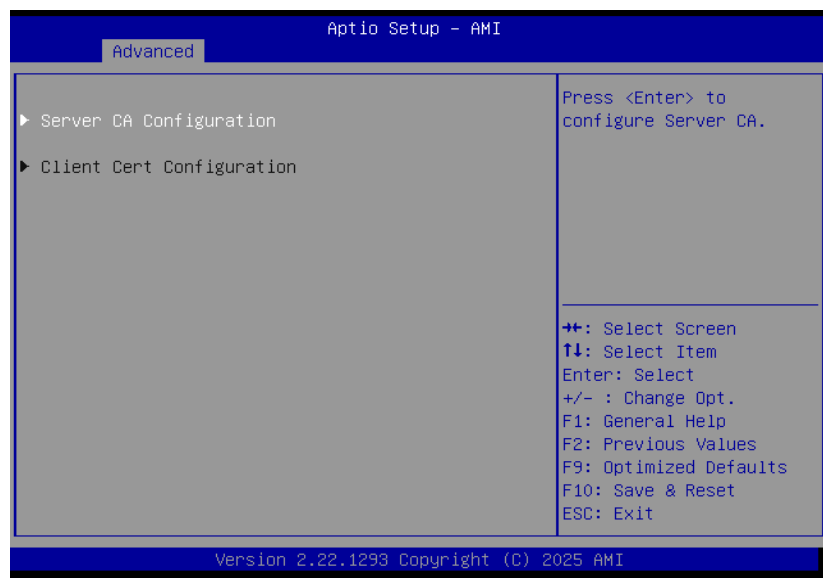 Aptio Setup – AMI
Advanced
▶ Server CA Configuration
▶ Client Cert Configuration
Press <Enter> to
configure Server CA.
→←: Select Screen
↑↓: Select Item
Enter: Select
+/- : Change Opt.
F1: General Help
F2: Previous Values
F9: Optimized Defaults
F10: Save & Reset
ESC: Exit
Version 2.22.1293 Copyright (C) 2025 AMI